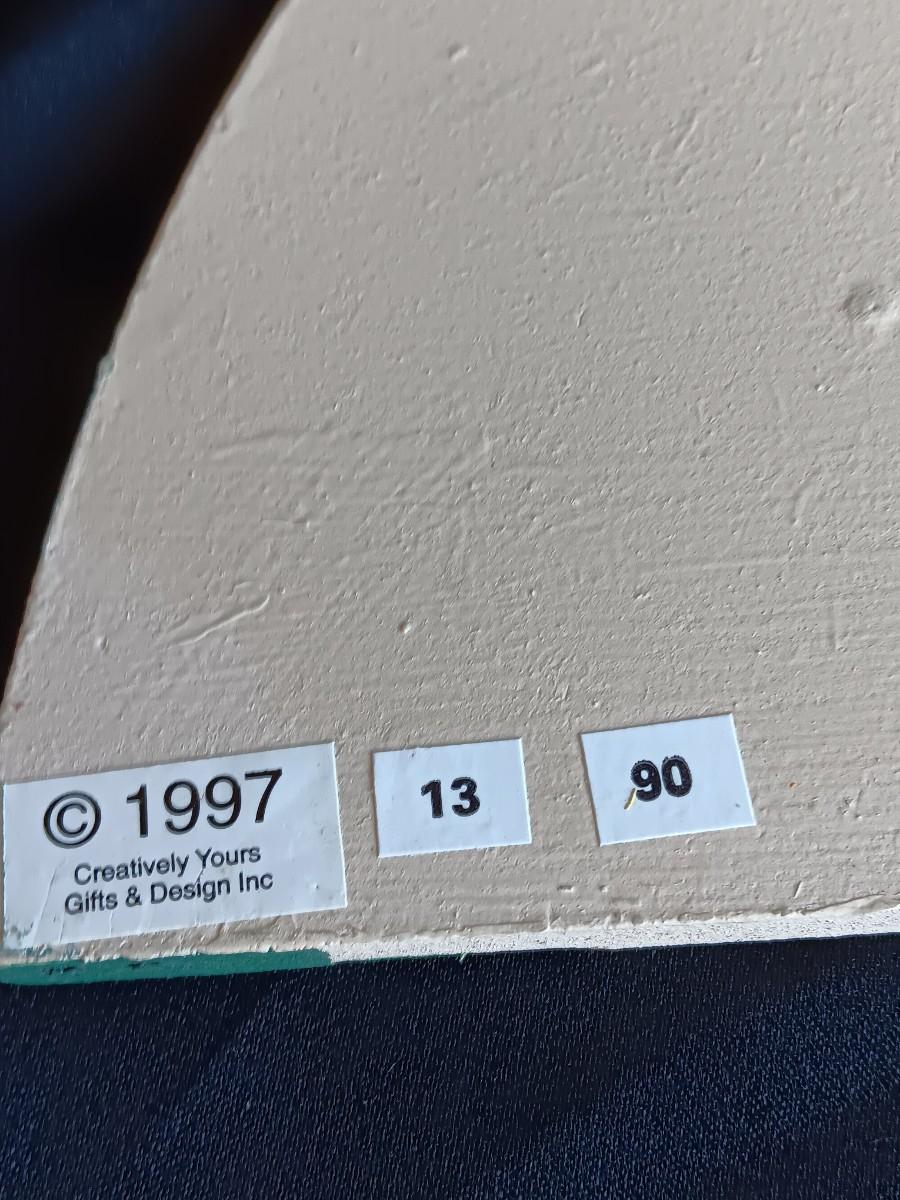 © 1997
Creatively Yours
Gifts & Design Inc
13
90